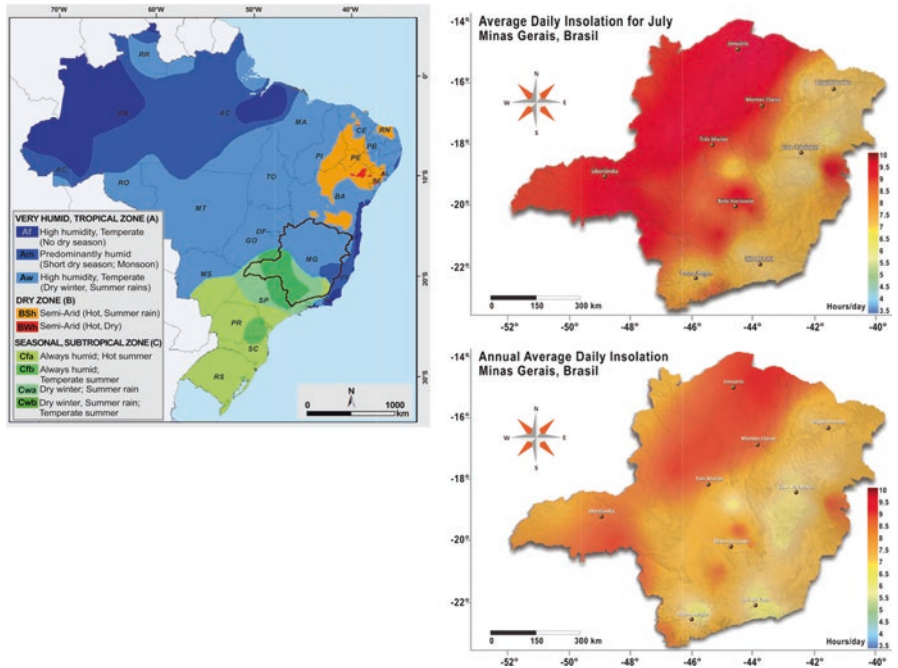 70°W 60°W 50°W 40°W
0°
10°S
20°S
30°S
RR
AM
AC
MA
CE
RN
PB
PI
PE
AL
SE
AC
RO
TO
BA
MT
DF
GO
MG
MS
SP
PR
SC
RS
VERY HUMID, TROPICAL ZONE (A)
Af High humidity, Temperate
(No dry season)
Am Predominantly humid
(Short dry season; Monsoon)
Aw High humidity, Temperate
(Dry winter, Summer rains)
DRY ZONE (B)
BSh Semi-Arid (Hot, Summer rain)
BWh Semi-Arid (Hot, Dry)
SEASONAL, SUBTROPICAL ZONE (C)
Cfa Always humid; Hot summer
Cfb Always humid;
Temperate summer
Cwa Dry winter; Summer rain
Cwb Dry winter, Summer rain;
Temperate summer
N
0 1000
km
Average Daily Insolation for July
Minas Gerais, Brasil
-14°
-16°
-18°
-20°
-22°
N
W E
S
Januária
Montes Claros
Três Marias
Uberlândia
Belo Horizonte
10
9.5
9
8.5
8
7.5
7
6.5
6
5.5
5
4.5
4
3.5
0 150 300 km
Hours/day
-52° -50° -48° -46° -44° -42° -40°
Annual Average Daily Insolation
Minas Gerais, Brasil
-14°
-16°
-18°
-20°
-22°
N
W E
S
Januária
Montes Claros
Três Marias
Uberlândia
10
9.5
9
8.5
8
7.5
7
6.5
6
5.5
5
4.5
4
3.5
0 150 300 km
Hours/day
-52° -50° -48° -46° -44° -42° -40°